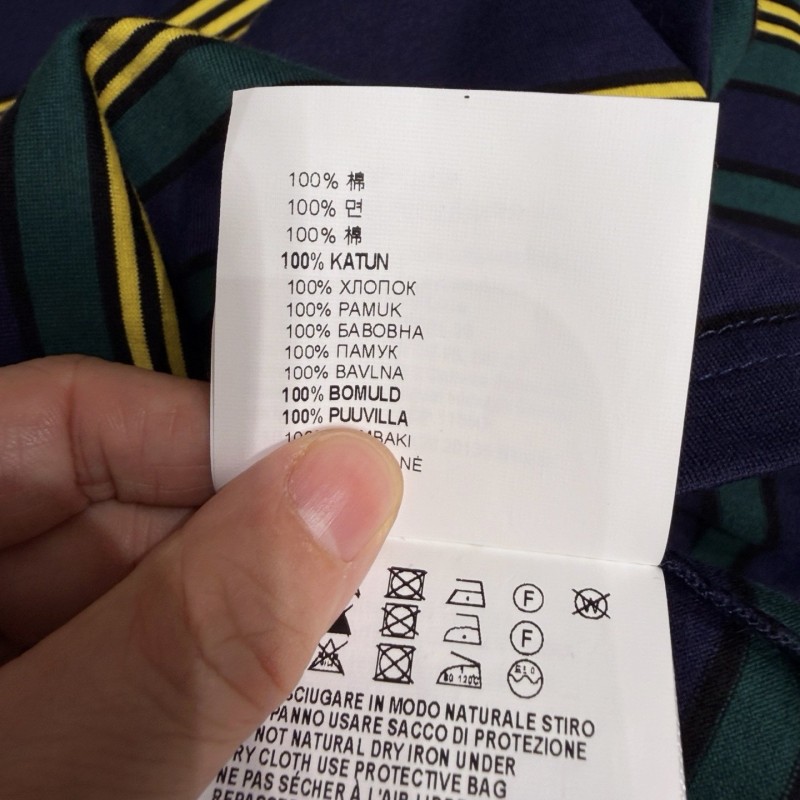 100% 棉
100% 면
100% 棉
100% KATUN
100% ХЛОПОК
100% PAMUK
100% БАВОВНА
100% ПАМУК
100% BAVLNA
100% BOMULD
100% PUUVILLA
F
W
F
120°C
SCIUGARE IN MODO NATURALE STIRO
PANNO USARE SACCO DI PROTEZIONE
NOT NATURAL DRY IRON UNDER
CLOTH USE PROTECTIVE BAG
NE PAS SÉCHER À L'AIR